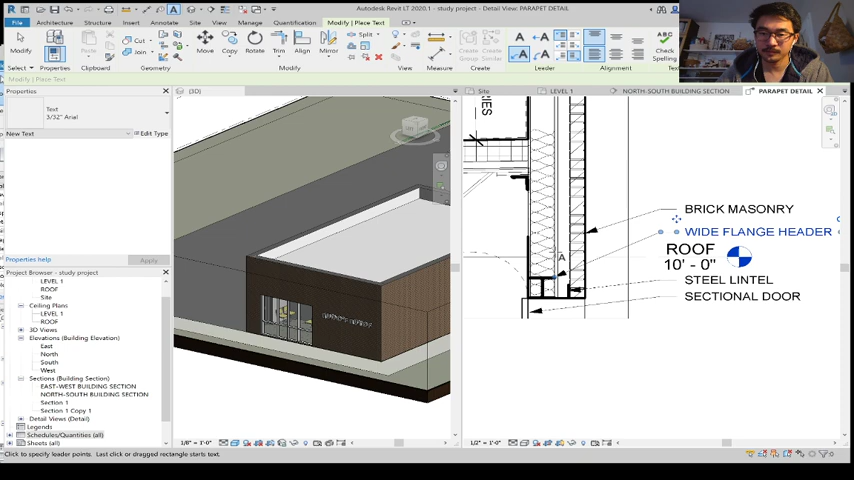 Autodesk Revit LT 2020.1 - study project - Detail View: PARAPET DETAIL
File
Architecture
Structure
Insert
Annotate
Site
View
Manage
Quantification
Modify | Place Text
Modify
Cut
Join
Split
Check
Spelling
Move
Copy
Rotate
Trim
Align
Mirror
Create
Create
Similar
Group
Properties
Clipboard
Geometry
Modify
View
Measure
Create
Leader
Alignment
Modify | Place Text
Properties
Text
3/32" Arial
New Text
Edit Type
Properties help
Apply
Project Browser - study project
LEVEL 1
ROOF
Site
Ceiling Plans
LEVEL 1
ROOF
3D Views
Elevations (Building Elevation)
East
North
South
West
Sections (Building Section)
EAST-WEST BUILDING SECTION
NORTH-SOUTH BUILDING SECTION
Section 1
Section 1 Copy 1
Detail Views (Detail)
Legends
Schedules/Quantities (all)
Sheets (all)
{3D}
Site
LEVEL 1
NORTH-SOUTH BUILDING SECTION
PARAPET DETAIL
BRICK MASONRY
WIDE FLANGE HEADER
ROOF
10' - 0"
STEEL LINTEL
SECTIONAL DOOR
A
1/8" = 1'-0"
1/2" = 1'-0"
Click to specify leader points. Last click or dragged rectangle starts text.